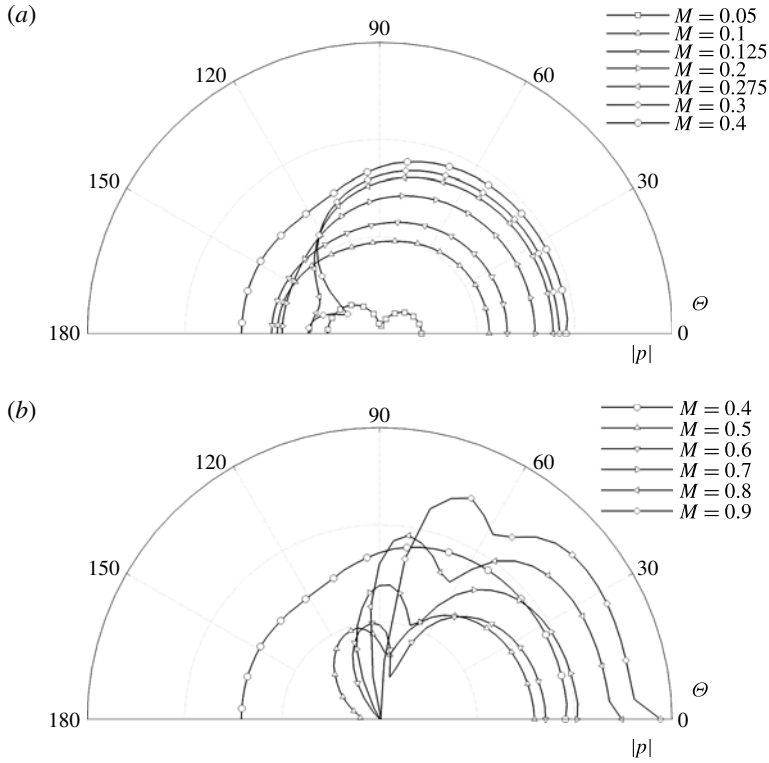 (a)
90
M = 0.05
M = 0.1
M = 0.125
M = 0.2
M = 0.275
M = 0.3
M = 0.4
120
60
150
30
Θ
180
0
|p|
(b)
90
M = 0.4
M = 0.5
M = 0.6
M = 0.7
M = 0.8
M = 0.9
120
60
150
30
Θ
180
0
|p|